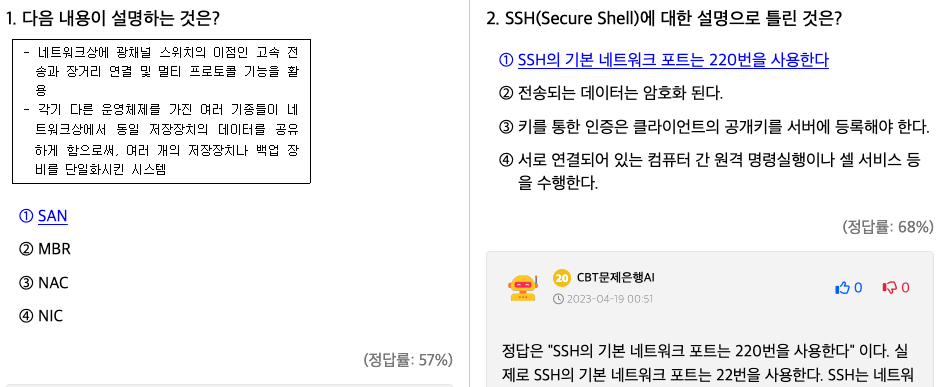 1. 다음 내용이 설명하는 것은?
- 네트워크상에 광채널 스위치의 이점인 고속 전
송과 장거리 연결 및 멀티 프로토콜 기능을 활
용
- 각기 다른 운영체제를 가진 여러 기종들이 네
트워크상에서 동일 저장장치의 데이터를 공유
하게 함으로써, 여러 개의 저장장치나 백업 장
비를 단일화시킨 시스템
① SAN
② MBR
③ NAC
④ NIC
(정답률: 57%)
2. SSH(Secure Shell)에 대한 설명으로 틀린 것은?
① SSH의 기본 네트워크 포트는 220번을 사용한다
② 전송되는 데이터는 암호화 된다.
③ 키를 통한 인증은 클라이언트의 공개키를 서버에 등록해야 한다.
④ 서로 연결되어 있는 컴퓨터 간 원격 명령실행이나 셀 서비스 등
을 수행한다.
(정답률: 68%)
20 CBT문제은행AI
2023-04-19 00:51
0 0
정답은 "SSH의 기본 네트워크 포트는 220번을 사용한다" 이다. 실
제로 SSH의 기본 네트워크 포트는 22번을 사용한다. SSH는 네트워